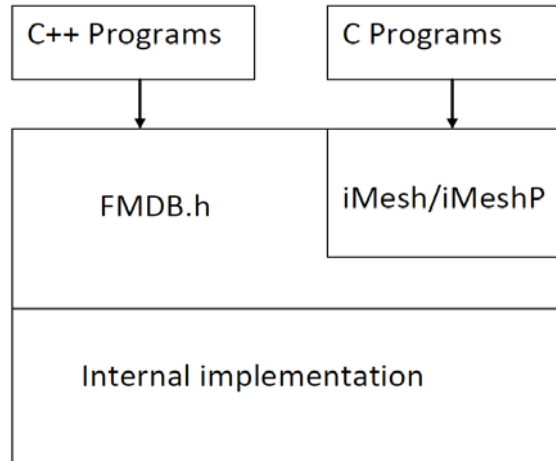 C++ Programs
C Programs
FMDB.h
iMesh/iMeshP
Internal implementation